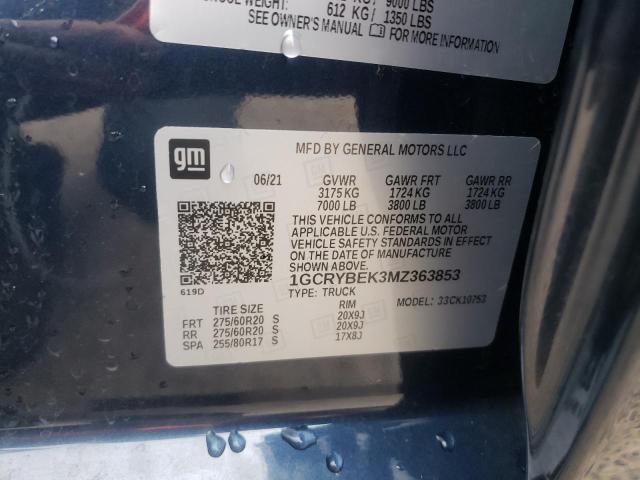 9000 LBS
WEIGHT: 612 KG / 1350 LBS
SEE OWNER'S MANUAL FOR MORE INFORMATION
gm
MFD BY GENERAL MOTORS LLC
06/21 GVWR GAWR FRT GAWR RR
3175 KG 1724 KG 1724 KG
7000 LB 3800 LB 3800 LB
THIS VEHICLE CONFORMS TO ALL
APPLICABLE U.S. FEDERAL MOTOR
VEHICLE SAFETY STANDARDS IN EFFECT
ON THE DATE OF MANUFACTURE
SHOWN ABOVE.
1GCRYBEK3MZ363853
619D
TYPE: TRUCK MODEL: 33CK10753
TIRE SIZE RIM
FRT 275/60R20 S 20X9J
RR 275/60R20 S 20X9J
SPA 255/80R17 S 17X8J